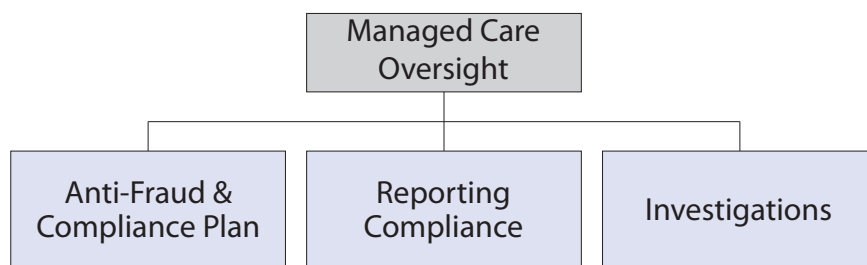 Managed Care
Oversight
Anti-Fraud &
Compliance Plan
Reporting
Compliance
Investigations